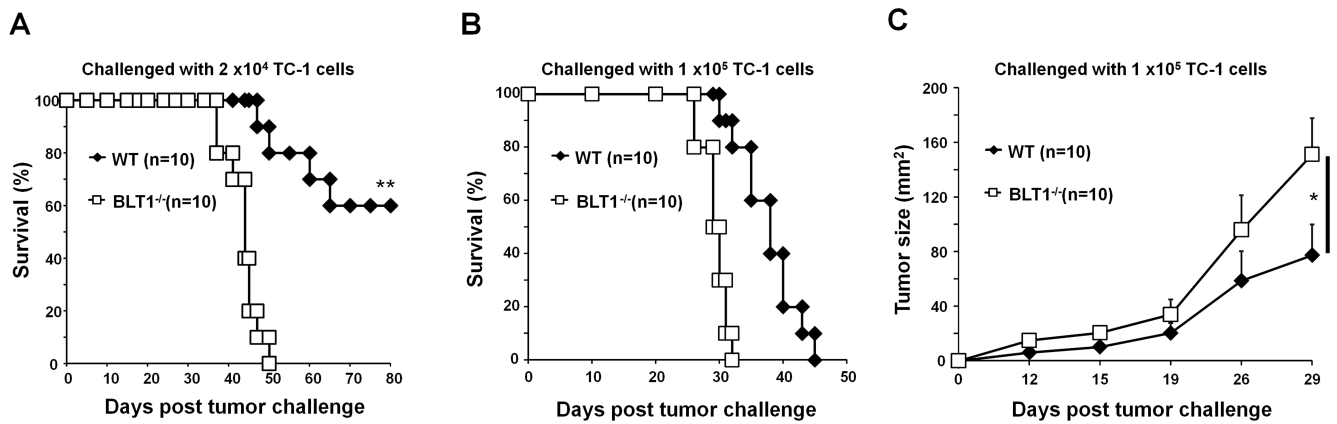 A
Challenged with 2 x10⁴ TC-1 cells
Survival (%)
100
80
60
40
20
0
WT (n=10)
BLT1-/-(n=10)
**
0 10 20 30 40 50 60 70 80
Days post tumor challenge
B
Challenged with 1 x10⁵ TC-1 cells
Survival (%)
100
80
60
40
20
0
WT (n=10)
BLT1-/-(n=10)
0 10 20 30 40 50
Days post tumor challenge
C
Challenged with 1 x10⁵ TC-1 cells
Tumor size (mm²)
200
160
120
80
40
0
WT (n=10)
BLT1-/-(n=10)
*
0 12 15 19 26 29
Days post tumor challenge